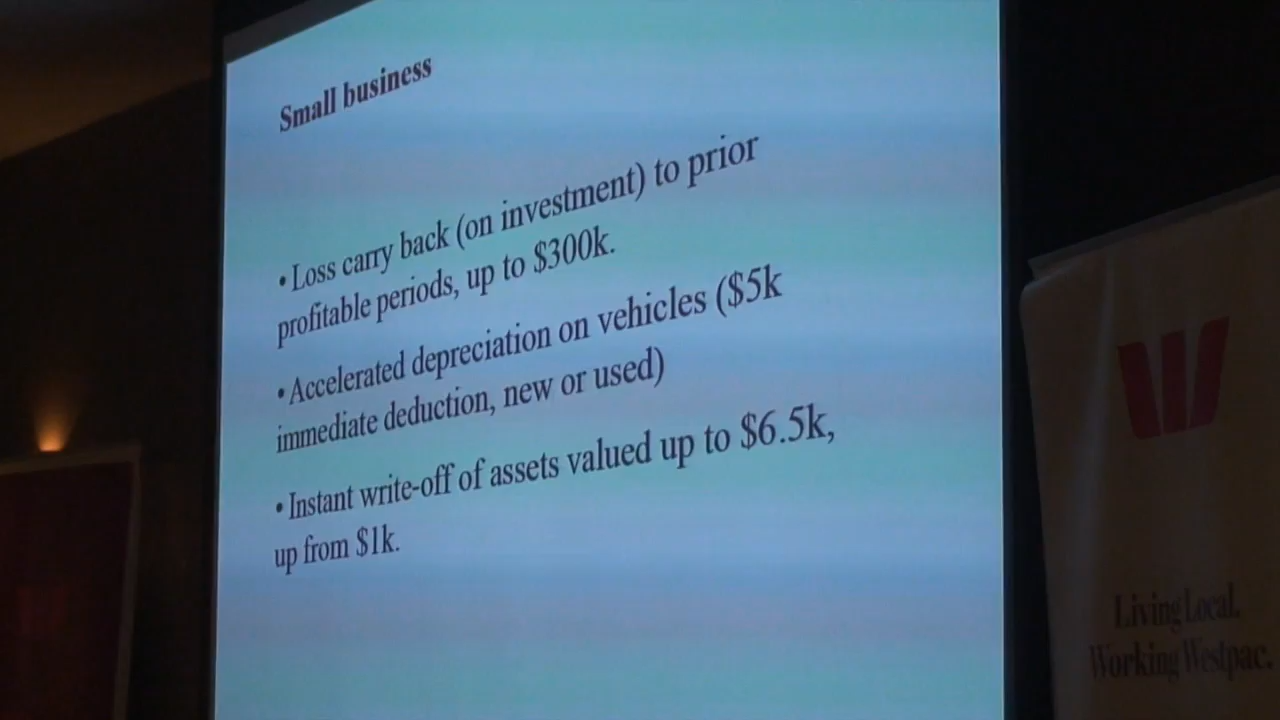 Small business
• Loss carry back (on investment) to prior
profitable periods, up to $300k.
• Accelerated depreciation on vehicles ($5k
immediate deduction, new or used)
• Instant write-off of assets valued up to $6.5k,
up from $1k.
Living Local.
Working Westpac.